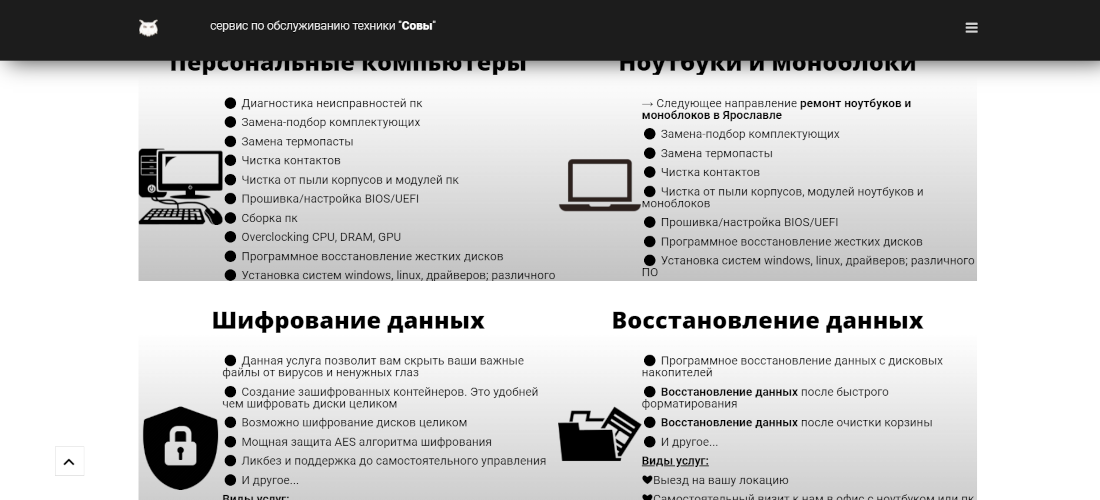 сервис по обслуживанию техники "Совы"
Персональные компьютеры
● Диагностика неисправностей пк
● Замена-подбор комплектующих
● Замена термопасты
● Чистка контактов
● Чистка от пыли корпусов и модулей пк
● Прошивка/настройка BIOS/UEFI
● Сборка пк
● Overclocking CPU, DRAM, GPU
● Программное восстановление жестких дисков
● Установка систем windows, linux, драйверов; различного
Ноутбуки и моноблоки
→ Следующее направление ремонт ноутбуков и
моноблоков в Ярославле
● Замена-подбор комплектующих
● Замена термопасты
● Чистка контактов
● Чистка от пыли корпусов, модулей ноутбуков и
моноблоков
● Прошивка/настройка BIOS/UEFI
● Программное восстановление жестких дисков
● Установка систем windows, linux, драйверов; различного
ПО
Шифрование данных
● Данная услуга позволит вам скрыть ваши важные
файлы от вирусов и ненужных глаз
● Создание зашифрованных контейнеров. Это удобней
чем шифровать диски целиком
● Возможно шифрование дисков целиком
● Мощная защита AES алгоритма шифрования
● Ликбез и поддержка до самостоятельного управления
● И другое...
Виды услуг:
Восстановление данных
● Программное восстановление данных с дисковых
накопителей
● Восстановление данных после быстрого
форматирования
● Восстановление данных после очистки корзины
● И другое...
Виды услуг:
♥Выезд на вашу локацию
♥Самостоятельный визит к нам в офис с ноутбуком или пк